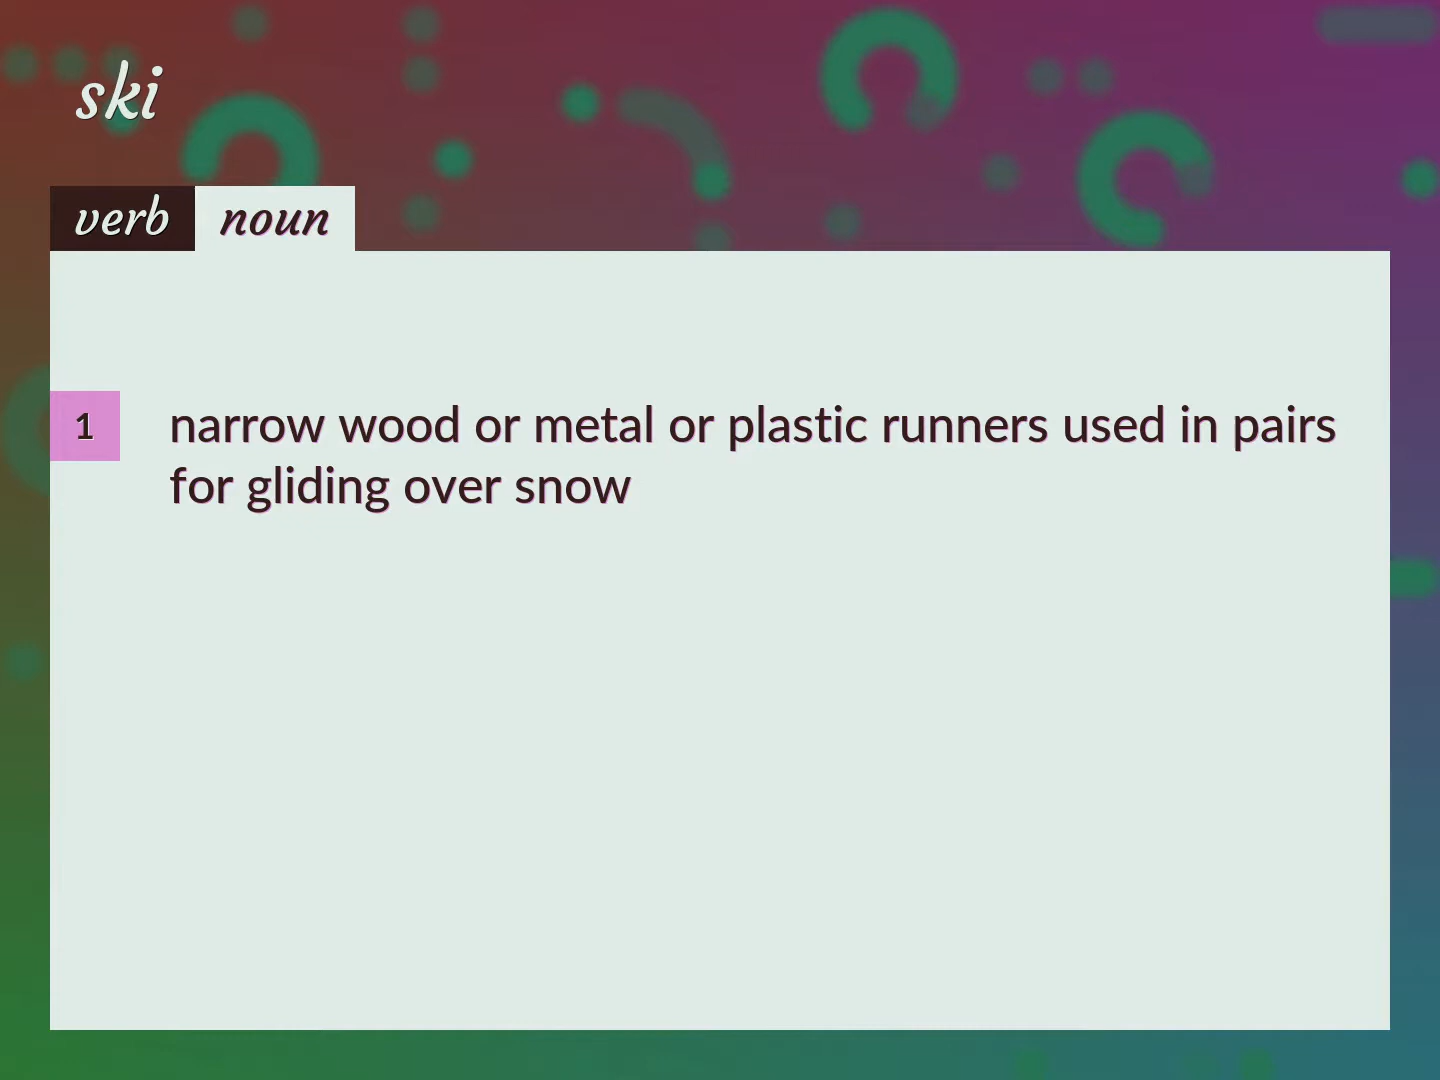 ski
verb noun
1 narrow wood or metal or plastic runners used in pairs
for gliding over snow